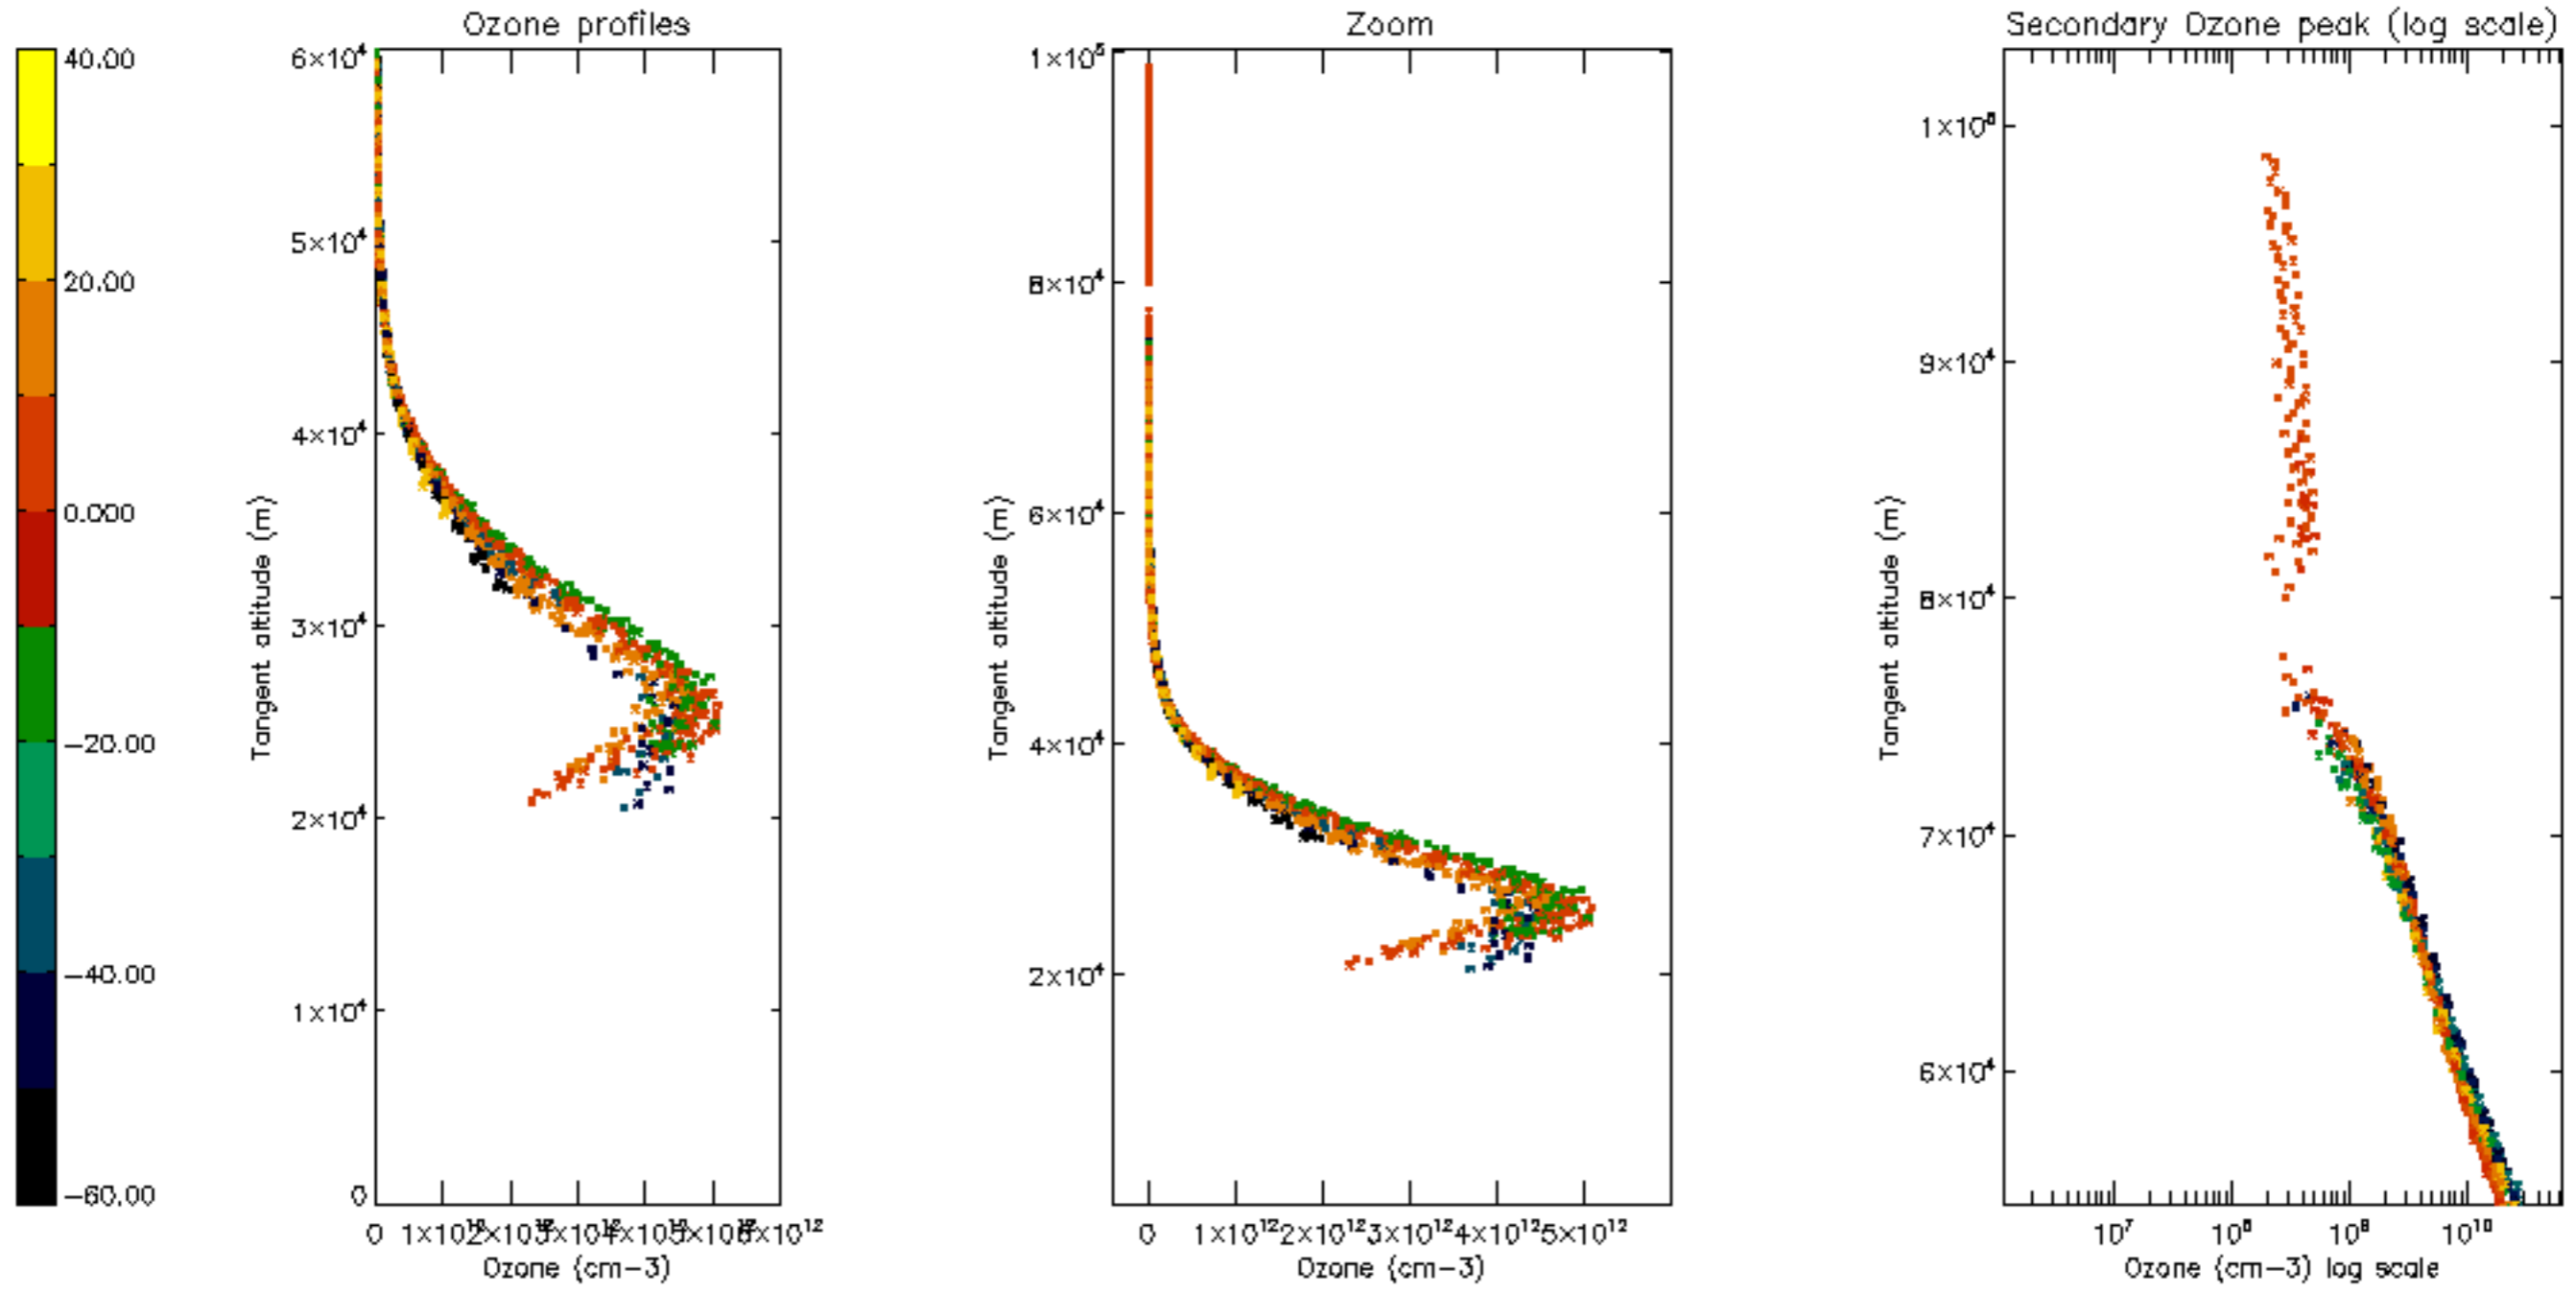 Ozone profiles
40.00
20.00
0.000
−20.00
−40.00
−60.00
6×10⁴
5×10⁴
4×10⁴
3×10⁴
2×10⁴
1×10⁴
0
Tangent altitude (m)
0
Ozone (cm−3)
Zoom
1×10⁵
8×10⁴
6×10⁴
4×10⁴
2×10⁴
Tangent altitude (m)
0 1×10¹² 2×10¹² 3×10¹² 4×10¹² 5×10¹²
Ozone (cm−3)
Secondary Ozone peak (log scale)
1×10⁵
9×10⁴
8×10⁴
7×10⁴
6×10⁴
Tangent altitude (m)
10⁷ 10⁸ 10⁹ 10¹⁰
Ozone (cm−3) log scale